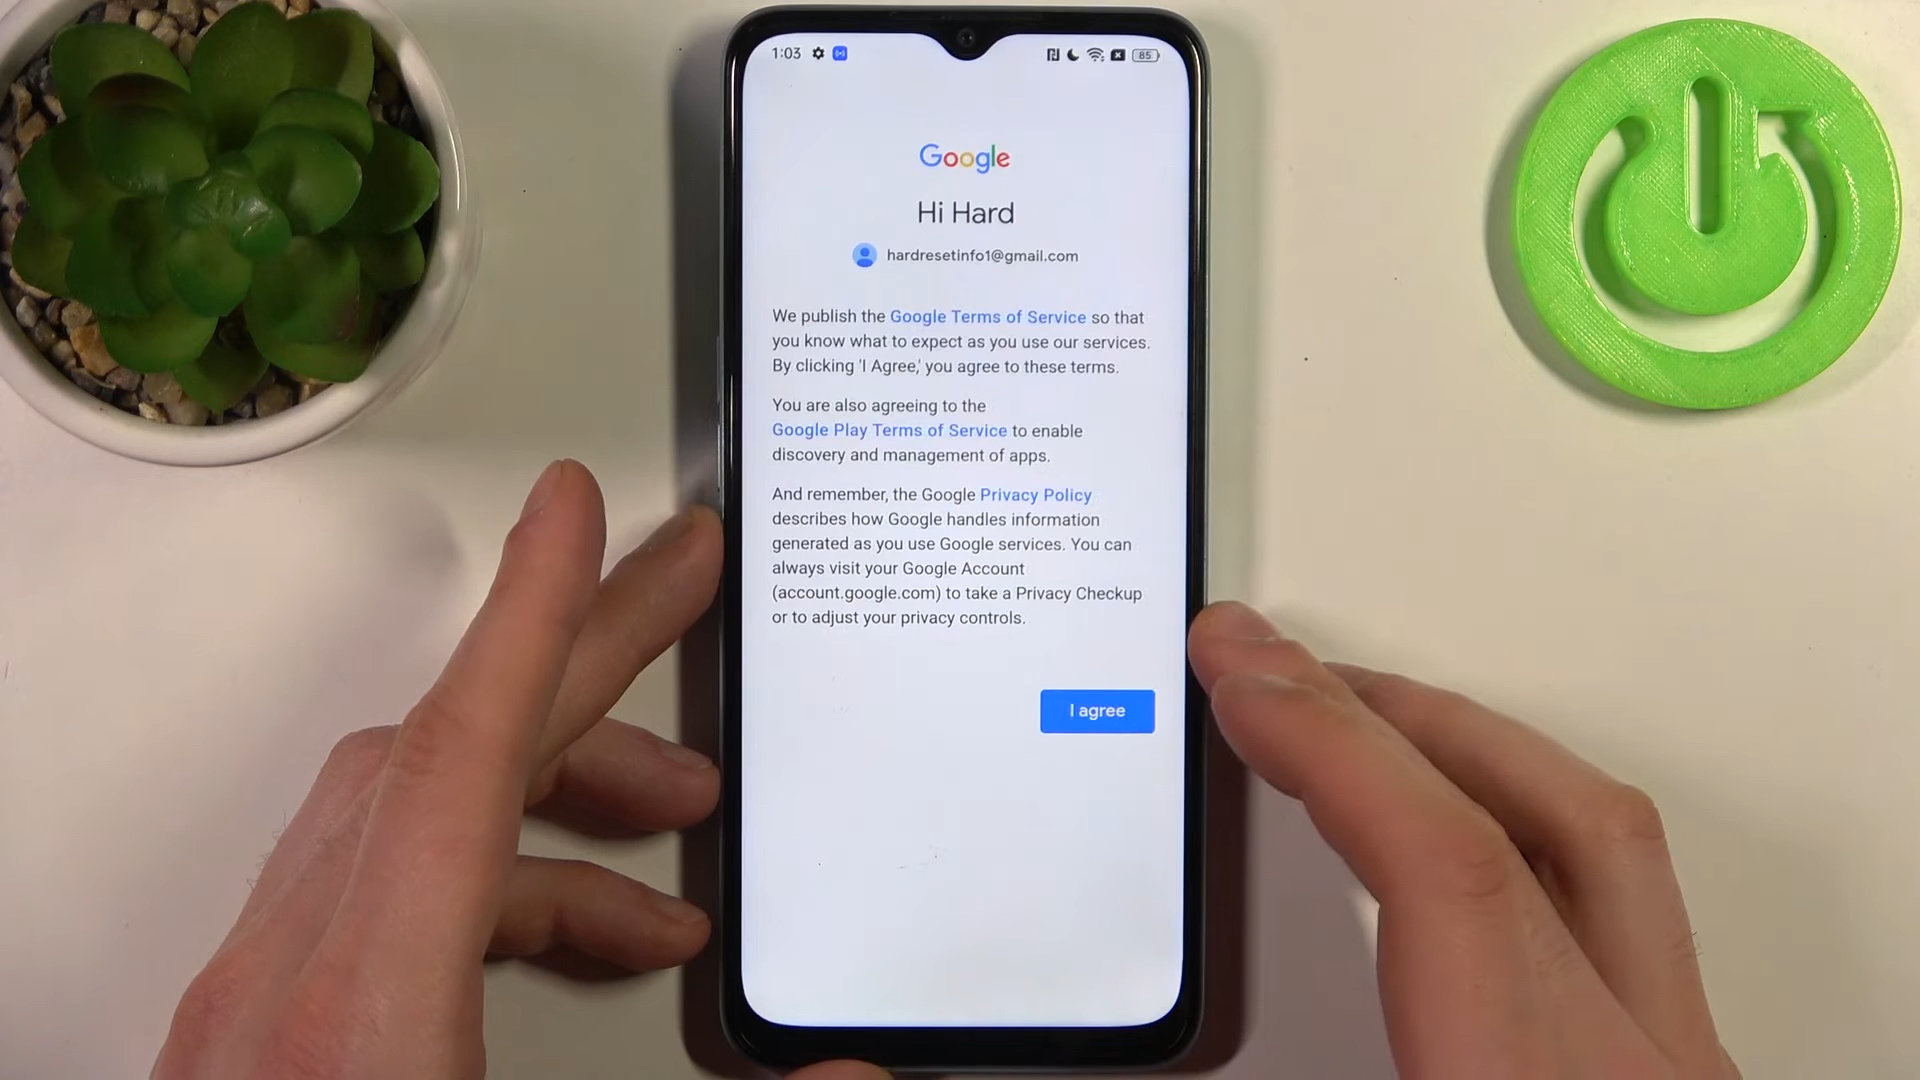 1:03
85
Google
Hi Hard
hardresetinfo1@gmail.com
We publish the Google Terms of Service so that
you know what to expect as you use our services.
By clicking 'I Agree,' you agree to these terms.
You are also agreeing to the
Google Play Terms of Service to enable
discovery and management of apps.
And remember, the Google Privacy Policy
describes how Google handles information
generated as you use Google services. You can
always visit your Google Account
(account.google.com) to take a Privacy Checkup
or to adjust your privacy controls.
I agree